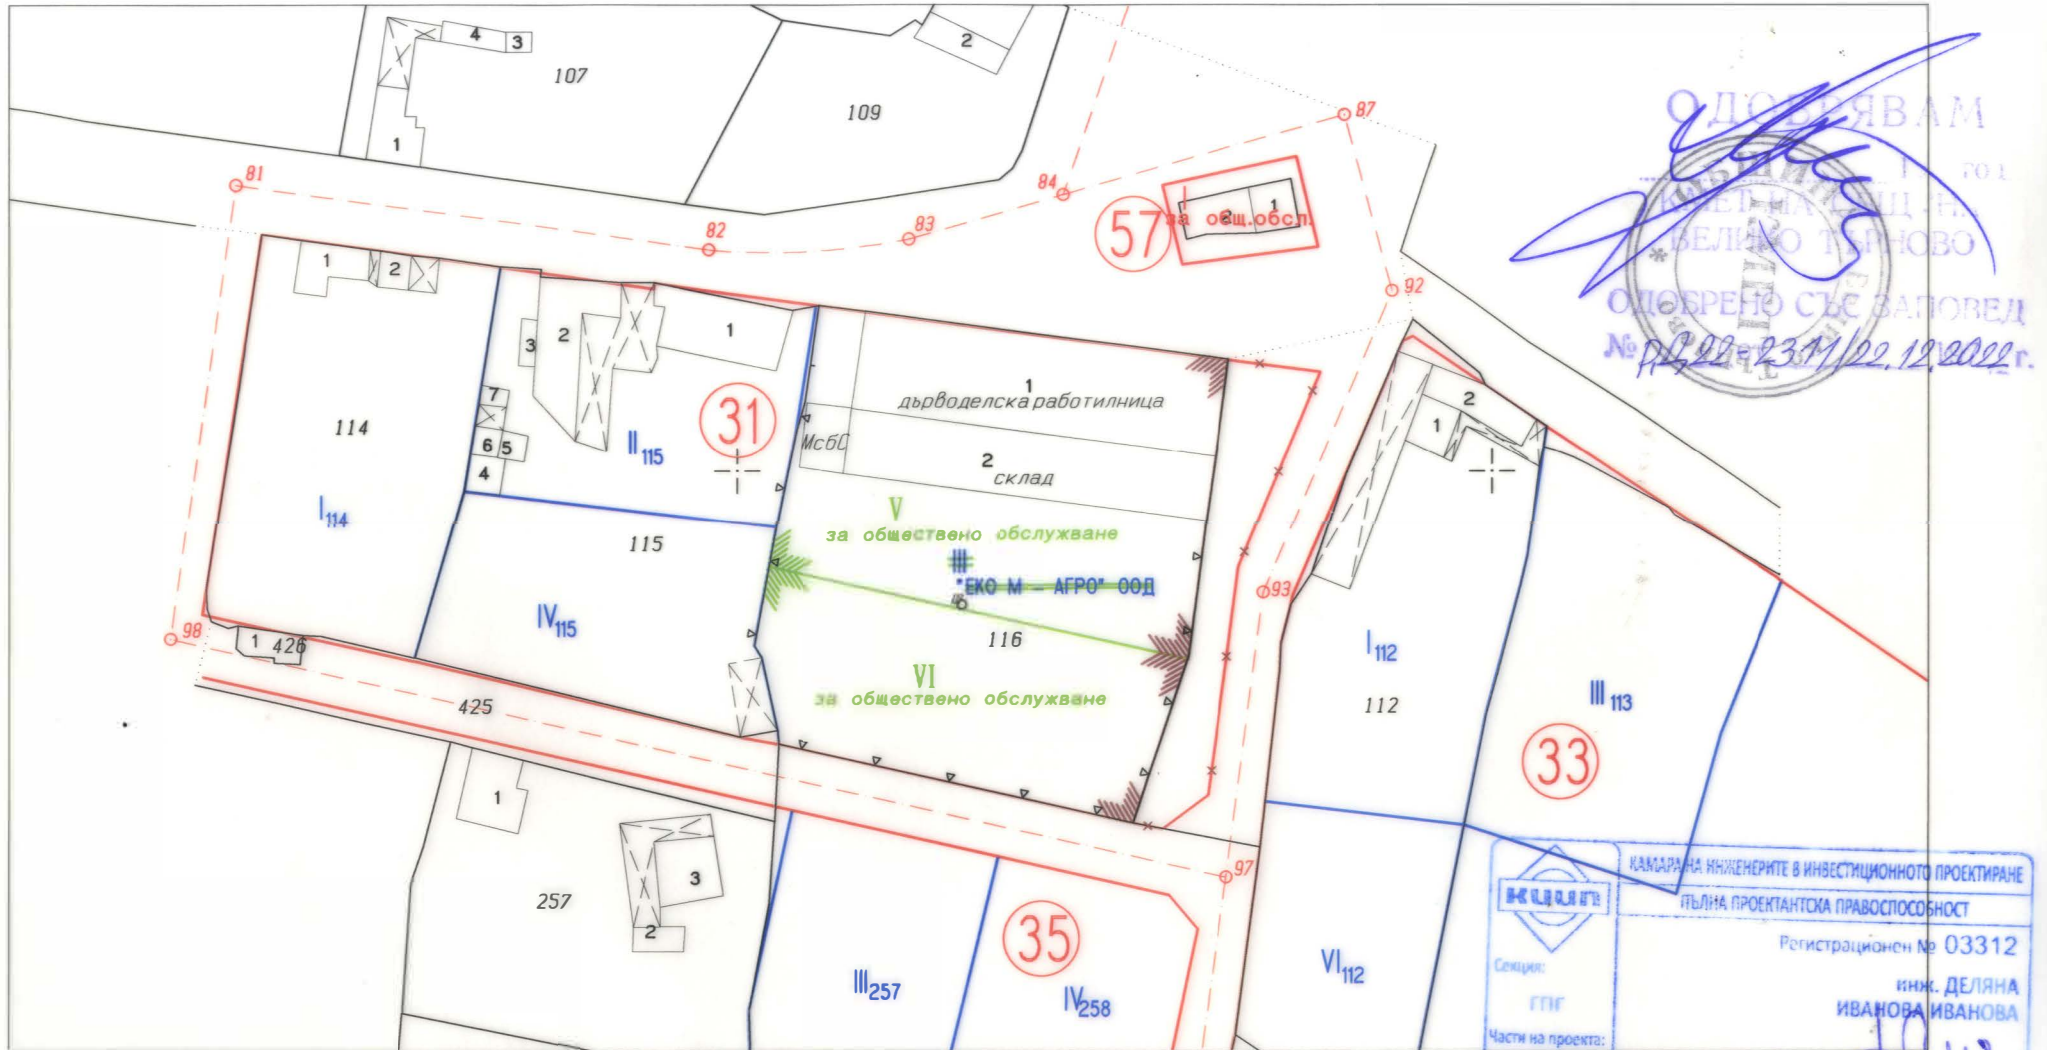 4
3
107
1
109
2
87
ОДОБРЯВАМ
81
82
83
84
57
2
1
за общ.обсл.
92
ВЕЛИКО ТЪРНОВО
ОДОБРЕНО СЪС ЗАПОВЕД
№ РД22-2311/22.12.2022г.
1
2
3
2
1
7
6
5
4
114
I114
II115
31
1
дърводелска работилница
МсбС
2
склад
2
1
115
V
за обществено обслужване
III
"ЕКО М - АГРО" ООД
116
VI
за обществено обслужване
IV115
93
98
1
426
425
I112
112
III113
33
1
257
3
2
97
35
III257
IV258
VI112
КАМАРА НА ИНЖЕНЕРИТЕ В ИНВЕСТИЦИОННОТО ПРОЕКТИРАНЕ
КИИП
ПЪЛНА ПРОЕКТАНТСКА ПРАВОСПОСОБНОСТ
Регистрационен № 03312
Секция:
ГПГ
инж. ДЕЛЯНА
ИВАНОВА ИВАНОВА
Части на проекта: